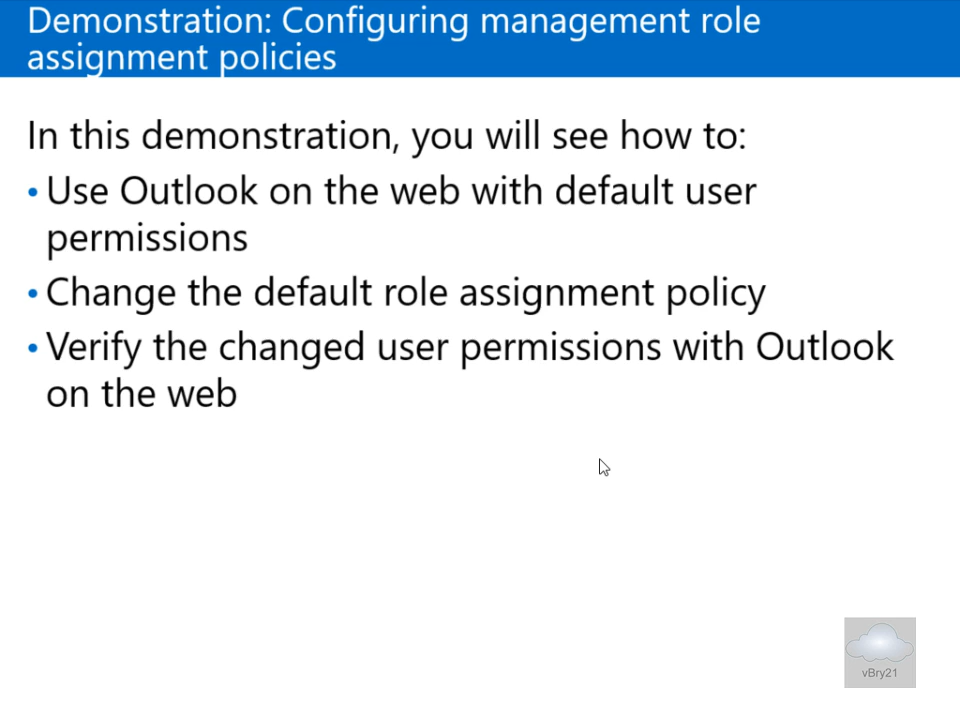 Demonstration: Configuring management role
assignment policies
In this demonstration, you will see how to:
• Use Outlook on the web with default user
permissions
• Change the default role assignment policy
• Verify the changed user permissions with Outlook
on the web
vBry21